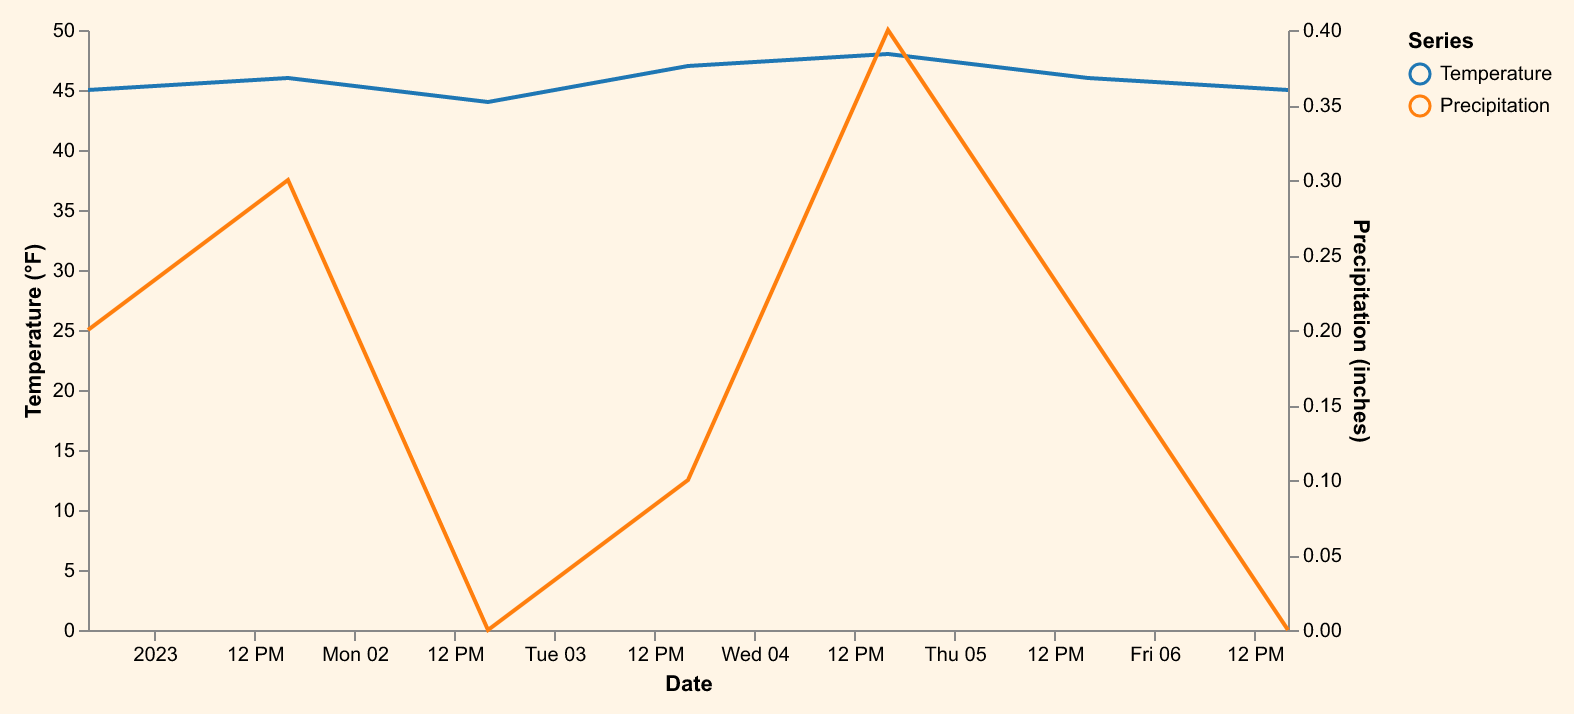 50
45
40
35
30
25
20
15
10
5
0
Temperature (°F)
0.40
0.35
0.30
0.25
0.20
0.15
0.10
0.05
0.00
Precipitation (inches)
2023
12 PM
Mon 02
12 PM
Tue 03
12 PM
Wed 04
12 PM
Thu 05
12 PM
Fri 06
12 PM
Date
Series
Temperature
Precipitation